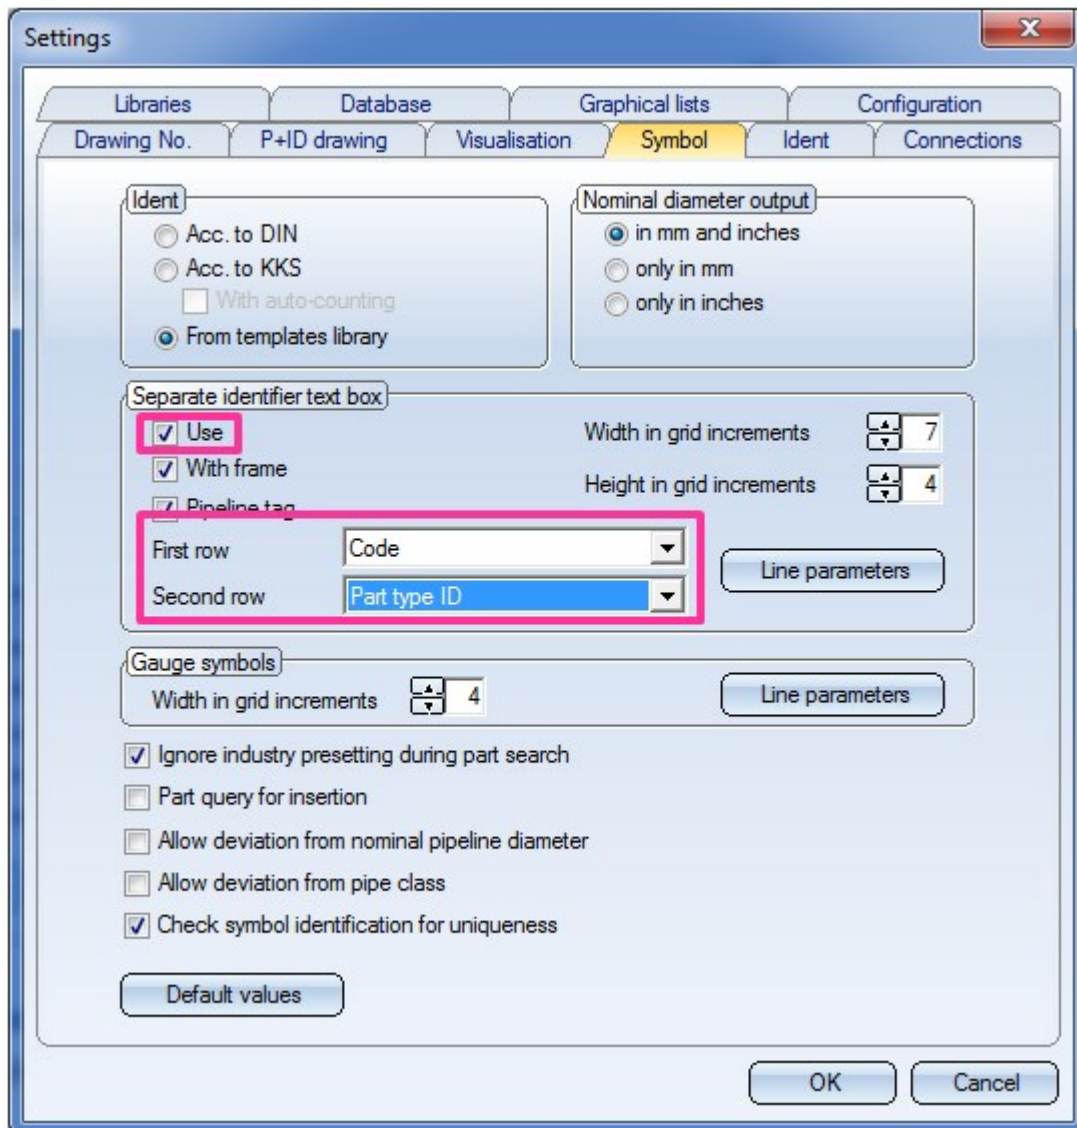 Settings
Libraries Database Graphical lists Configuration
Drawing No. P+ID drawing Visualisation Symbol Ident Connections
Ident
Acc. to DIN
Acc. to KKS
With auto-counting
From templates library
Nominal diameter output
in mm and inches
only in mm
only in inches
Separate identifier text box
Use
With frame
Pipeline tag
Width in grid increments 7
Height in grid increments 4
First row Code
Second row Part type ID
Line parameters
Gauge symbols
Width in grid increments 4
Line parameters
Ignore industry presetting during part search
Part query for insertion
Allow deviation from nominal pipeline diameter
Allow deviation from pipe class
Check symbol identification for uniqueness
Default values
OK Cancel